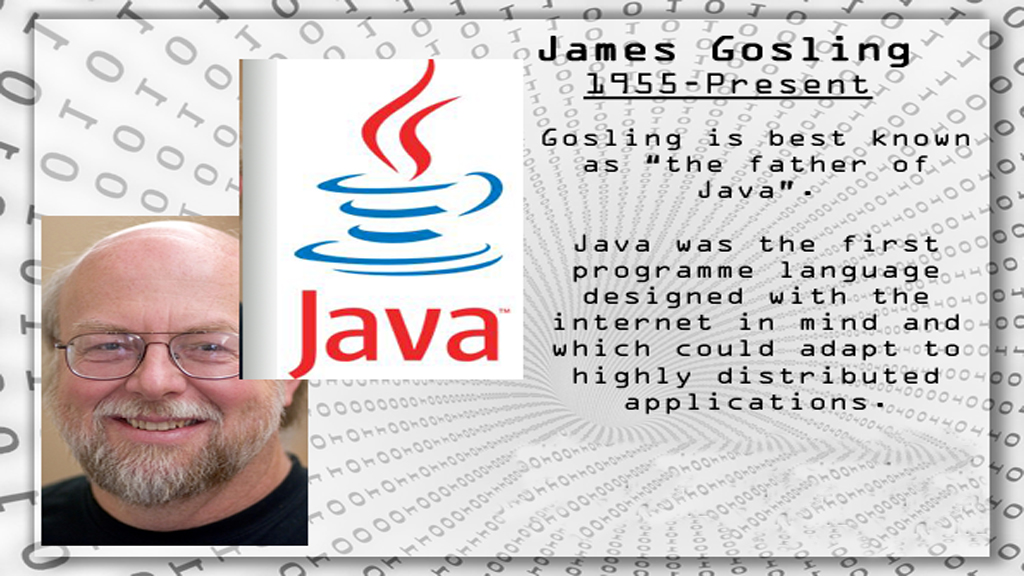 James Gosling
1955-Present
Gosling is best known
as “the father of
Java”.
Java was the first
programme language
designed with the
internet in mind and
which could adapt to
highly distributed
applications.
Java™